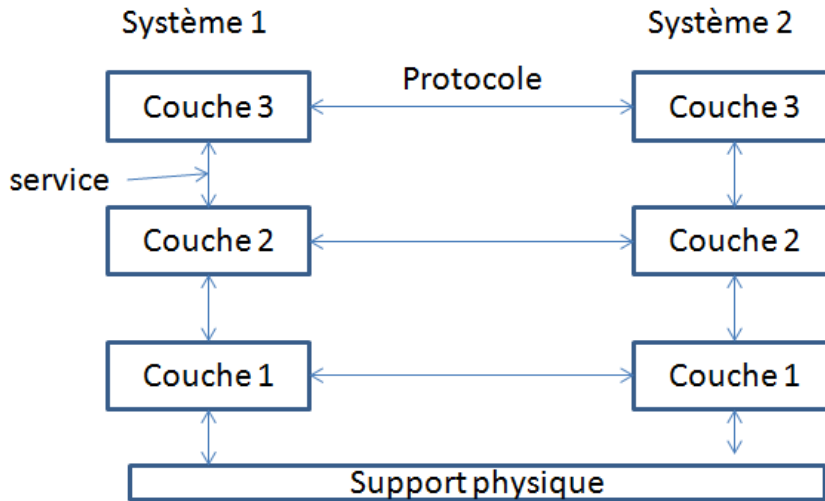 Système 1
Système 2
Protocole
Couche 3
Couche 3
service
Couche 2
Couche 2
Couche 1
Couche 1
Support physique